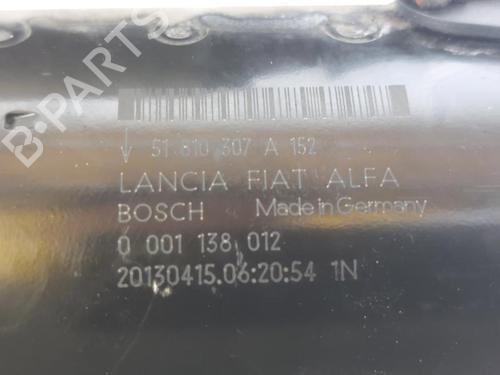 51 810 307 A 152
LANCIA FIAT ALFA
BOSCH Made in Germany
0 001 138 012
20130415.06:20:54 1N
B-PARTS